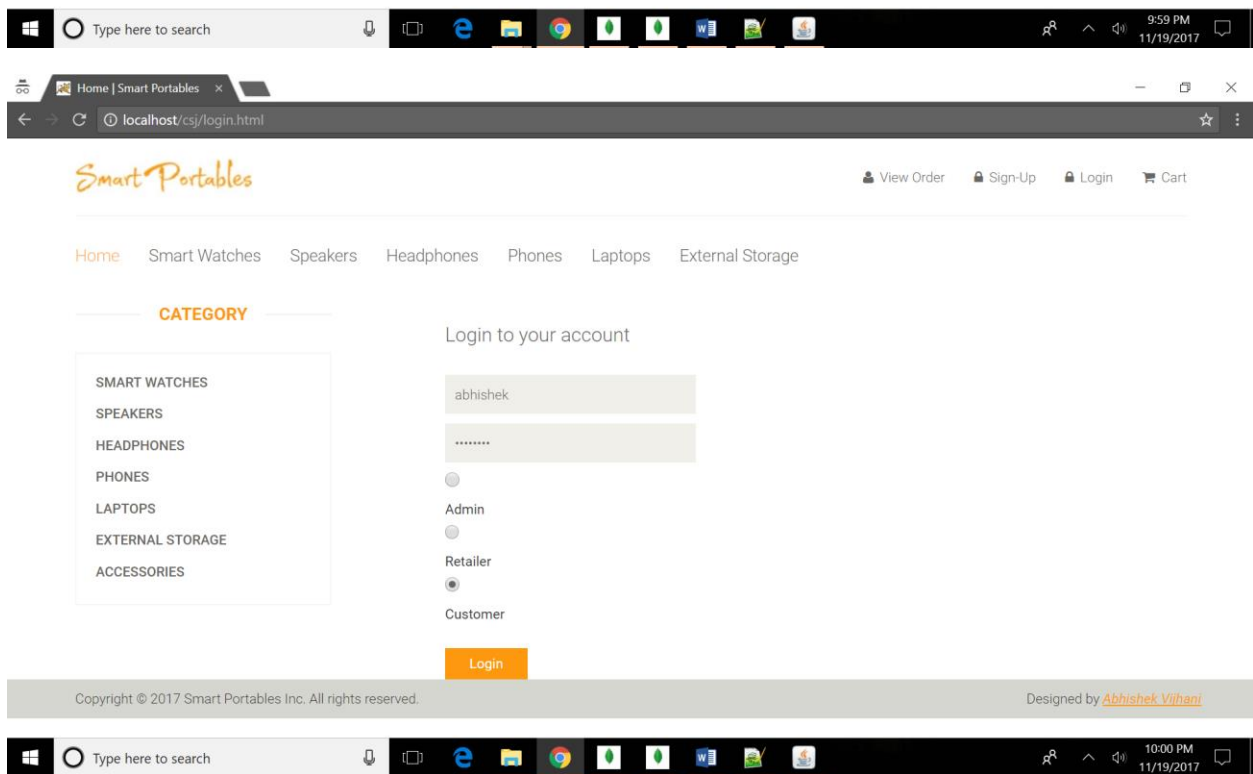 Type here to search
9:59 PM
11/19/2017
Home | Smart Portables
localhost/csj/login.html
Smart Portables
View Order Sign-Up Login Cart
Home Smart Watches Speakers Headphones Phones Laptops External Storage
CATEGORY
SMART WATCHES
SPEAKERS
HEADPHONES
PHONES
LAPTOPS
EXTERNAL STORAGE
ACCESSORIES
Login to your account
abhishek
••••••••
Admin
Retailer
Customer
Login
Copyright © 2017 Smart Portables Inc. All rights reserved. Designed by Abhishek Vijhani
Type here to search
10:00 PM
11/19/2017